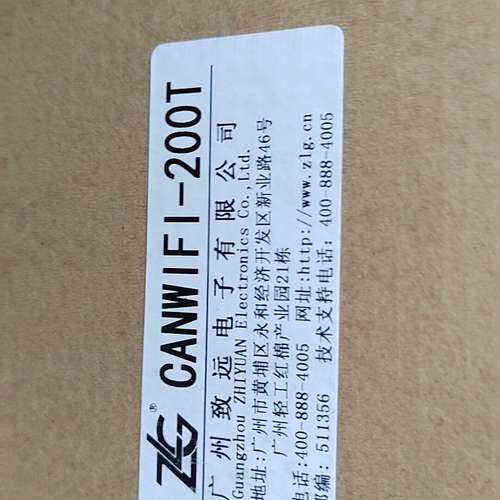 ZLG® CANWIFI-200T
广州致远电子有限公司
Guangzhou ZHIYUAN Electronics Co.,Ltd.
地址:广州市黄埔区永和经济开发区新业路46号
广州轻工红棉产业园21栋
电话:400-888-4005 网址:http://www.zlg.cn
邮编: 511356 技术支持电话: 400-888-4005